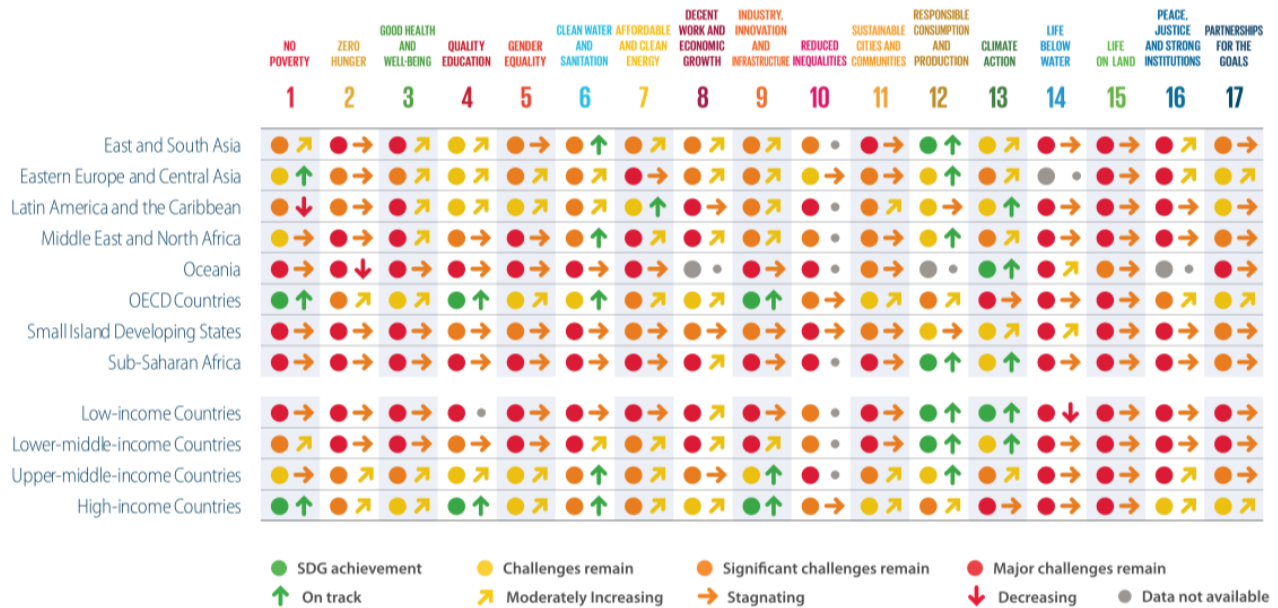 NO
POVERTY
ZERO
HUNGER
GOOD HEALTH
AND
WELL-BEING
QUALITY
EDUCATION
GENDER
EQUALITY
CLEAN WATER
AND
SANITATION
AFFORDABLE
AND CLEAN
ENERGY
DECENT
WORK AND
ECONOMIC
GROWTH
INDUSTRY,
INNOVATION
AND
INFRASTRUCTURE
REDUCED
INEQUALITIES
SUSTAINABLE
CITIES AND
COMMUNITIES
RESPONSIBLE
CONSUMPTION
AND
PRODUCTION
CLIMATE
ACTION
LIFE
BELOW
WATER
LIFE
ON LAND
PEACE,
JUSTICE
AND STRONG
INSTITUTIONS
PARTNERSHIPS
FOR THE
GOALS
1 2 3 4 5 6 7 8 9 10 11 12 13 14 15 16 17
East and South Asia
Eastern Europe and Central Asia
Latin America and the Caribbean
Middle East and North Africa
Oceania
OECD Countries
Small Island Developing States
Sub-Saharan Africa
Low-income Countries
Lower-middle-income Countries
Upper-middle-income Countries
High-income Countries
SDG achievement Challenges remain Significant challenges remain Major challenges remain
On track Moderately Increasing Stagnating Decreasing Data not available